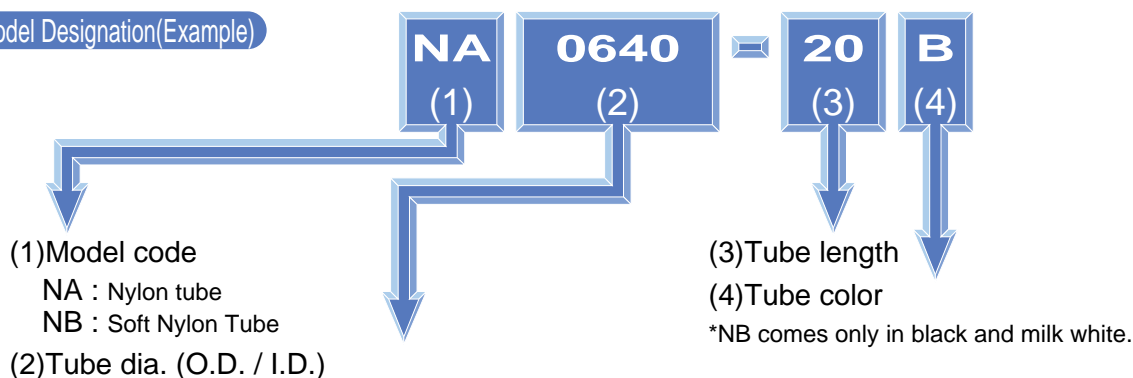 Model Designation(Example)
NA 0640 - 20 B
(1) (2) (3) (4)
(1)Model code
NA : Nylon tube
NB : Soft Nylon Tube
(2)Tube dia. (O.D. / I.D.)
(3)Tube length
(4)Tube color
*NB comes only in black and milk white.